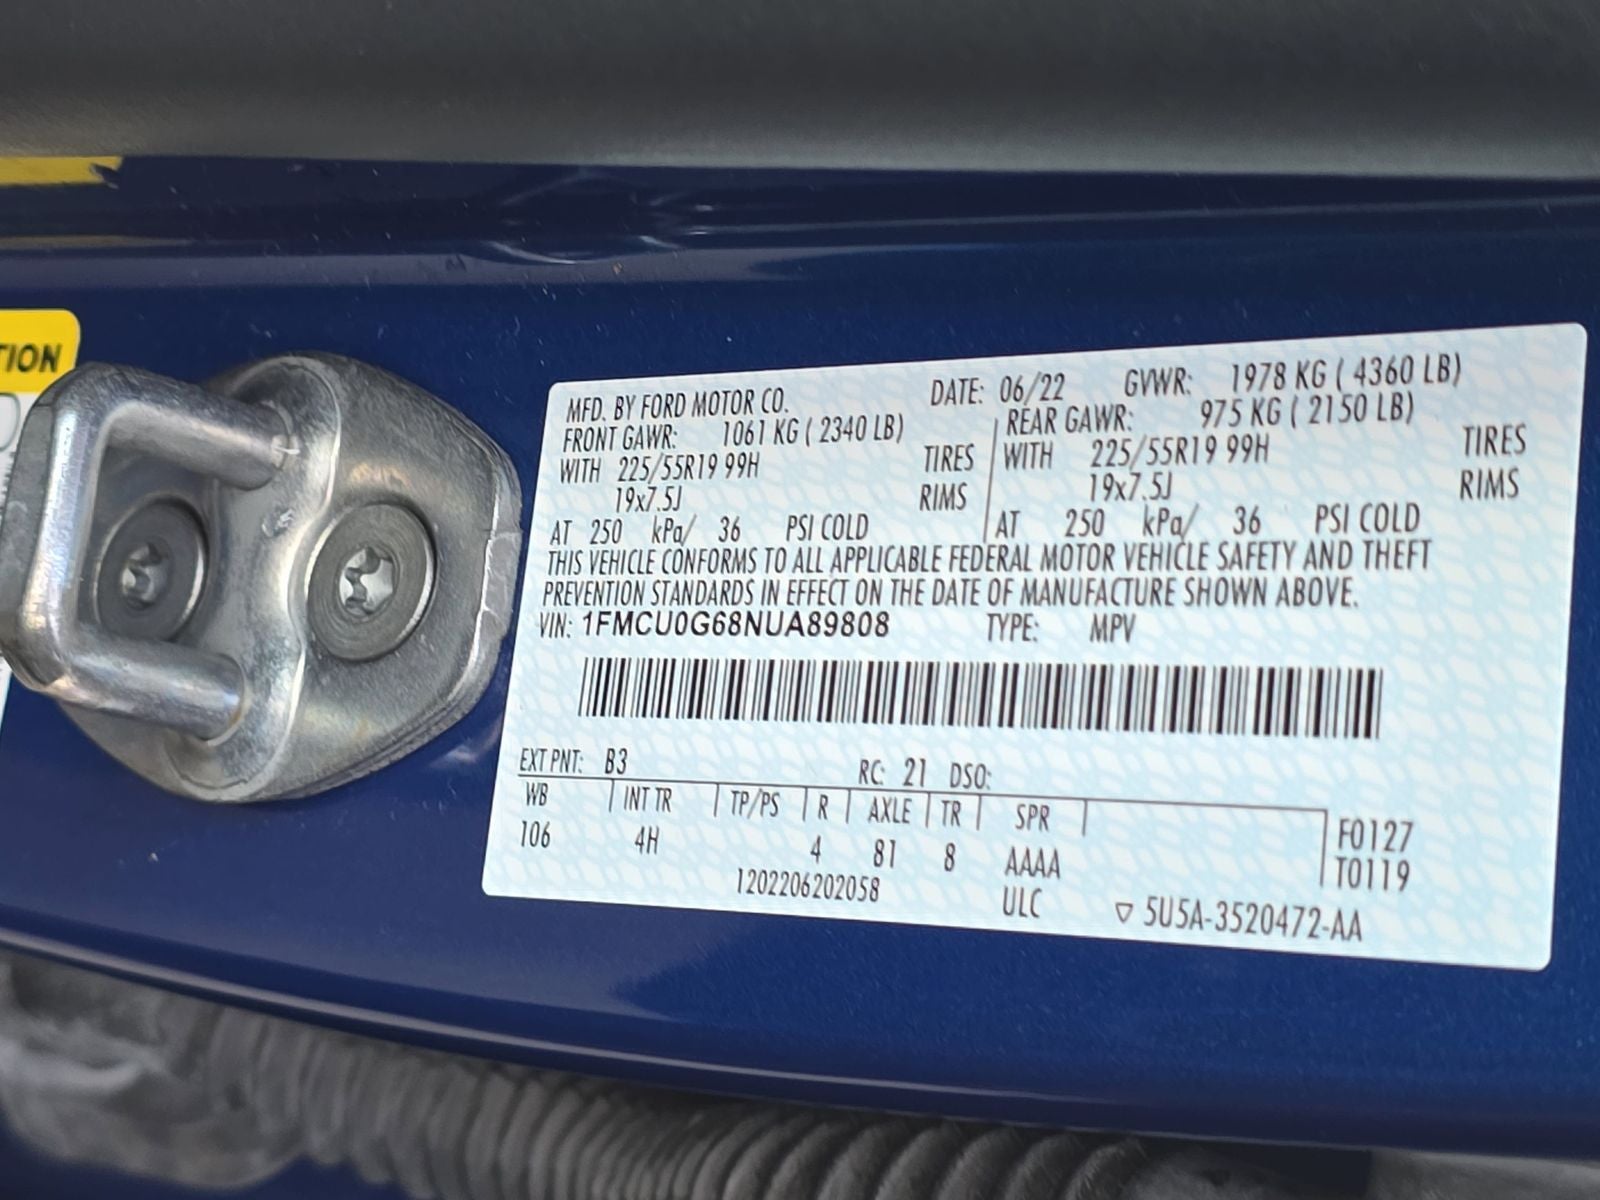 TION
MFD. BY FORD MOTOR CO. DATE: 06/22 GVWR: 1978 KG ( 4360 LB)
FRONT GAWR: 1061 KG ( 2340 LB) REAR GAWR: 975 KG ( 2150 LB)
WITH 225/55R19 99H TIRES WITH 225/55R19 99H TIRES
19x7.5J RIMS 19x7.5J RIMS
AT 250 kPa/ 36 PSI COLD AT 250 kPa/ 36 PSI COLD
THIS VEHICLE CONFORMS TO ALL APPLICABLE FEDERAL MOTOR VEHICLE SAFETY AND THEFT
PREVENTION STANDARDS IN EFFECT ON THE DATE OF MANUFACTURE SHOWN ABOVE.
VIN: 1FMCU0G68NUA89808 TYPE: MPV
EXT PNT: B3 RC: 21 DSO:
WB INT TR TP/PS R AXLE TR SPR F0127
106 4H 4 81 8 AAAA T0119
1202206202058 ULC ▽ 5U5A-3520472-AA